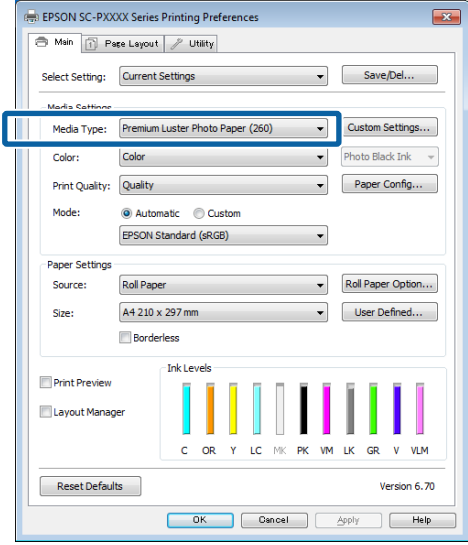 EPSON SC-PXXXX Series Printing Preferences
Main Page Layout Utility
Select Setting: Current Settings Save/Del...
Media Settings
Media Type: Premium Luster Photo Paper (260) Custom Settings...
Color: Color Photo Black Ink
Print Quality: Quality Paper Config...
Mode: Automatic Custom
EPSON Standard (sRGB)
Paper Settings
Source: Roll Paper Roll Paper Option...
Size: A4 210 x 297 mm User Defined...
Borderless
Print Preview
Layout Manager
Ink Levels
C OR Y LC MK PK VM LK GR V VLM
Reset Defaults Version 6.70
OK Cancel Apply Help